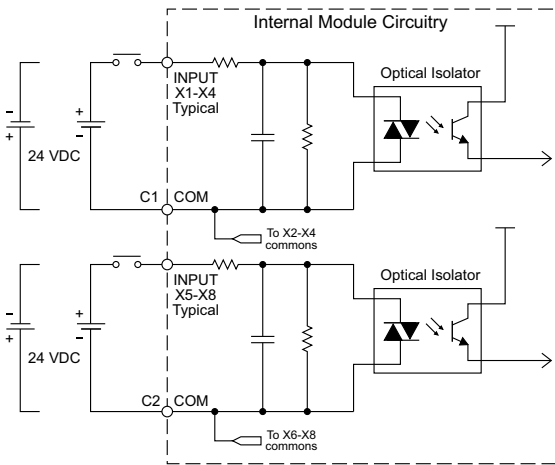 Internal Module Circuitry
INPUT
X1-X4
Typical
Optical Isolator
-
+
+
-
24 VDC
C1
COM
To X2-X4
commons
INPUT
X5-X8
Typical
Optical Isolator
-
+
+
-
24 VDC
C2
COM
To X6-X8
commons